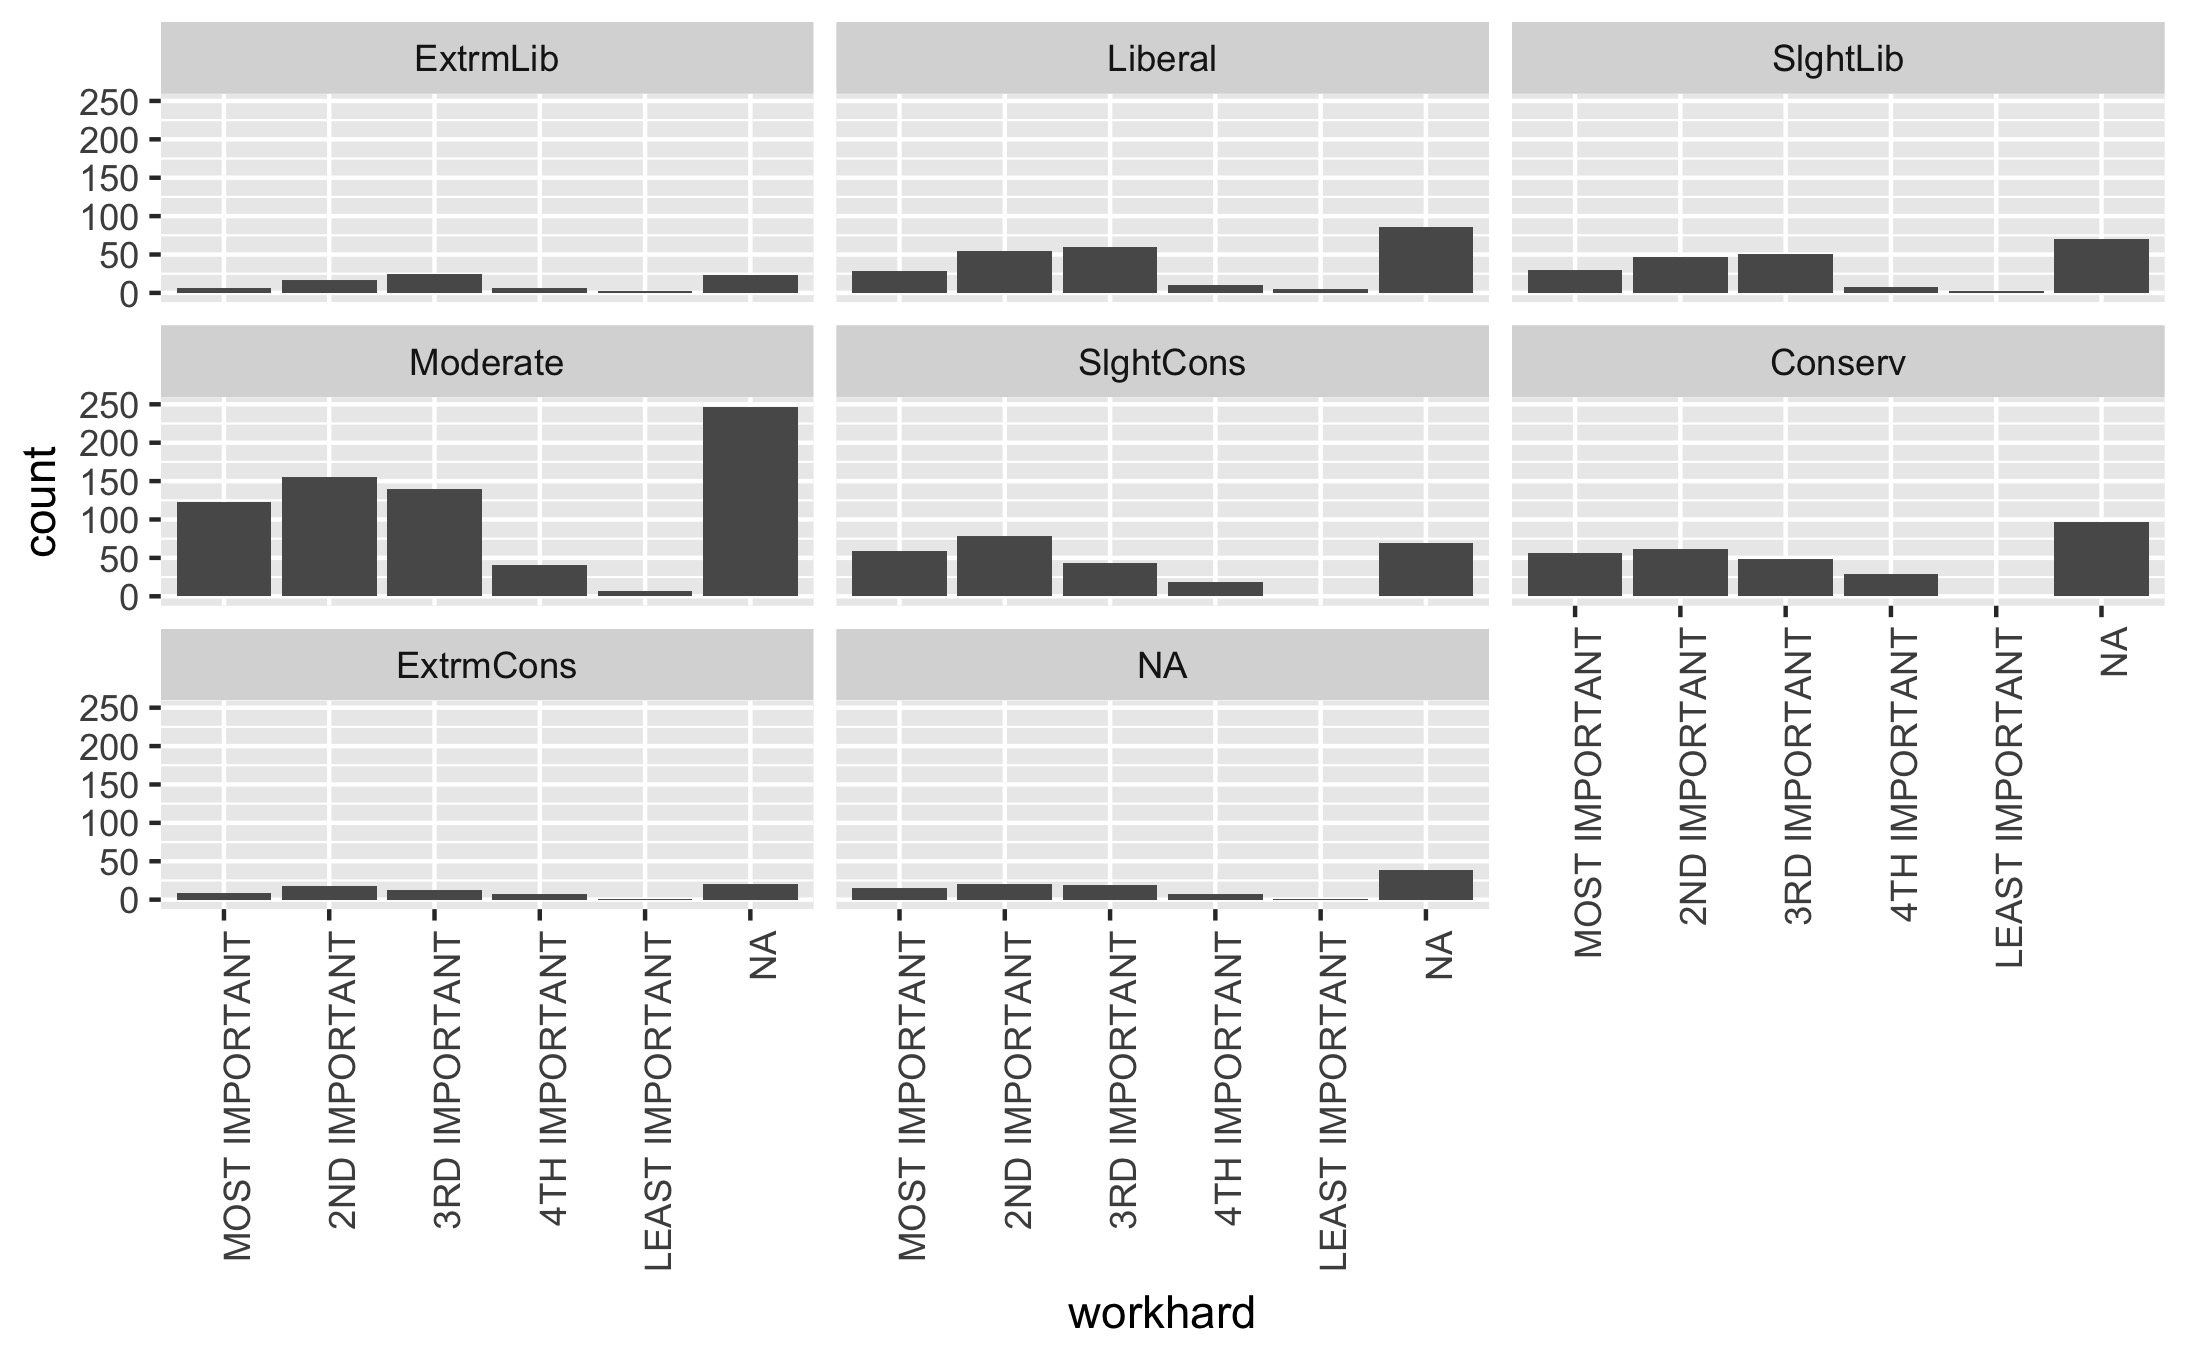 ExtrmLib Liberal SlghtLib
250
200
150
100
50
0
Moderate SlghtCons Conserv
250
200
150
100
50
0
count
MOST IMPORTANT
2ND IMPORTANT
3RD IMPORTANT
4TH IMPORTANT
LEAST IMPORTANT
NA
ExtrmCons NA
250
200
150
100
50
0
MOST IMPORTANT
2ND IMPORTANT
3RD IMPORTANT
4TH IMPORTANT
LEAST IMPORTANT
NA
MOST IMPORTANT
2ND IMPORTANT
3RD IMPORTANT
4TH IMPORTANT
LEAST IMPORTANT
NA
workhard